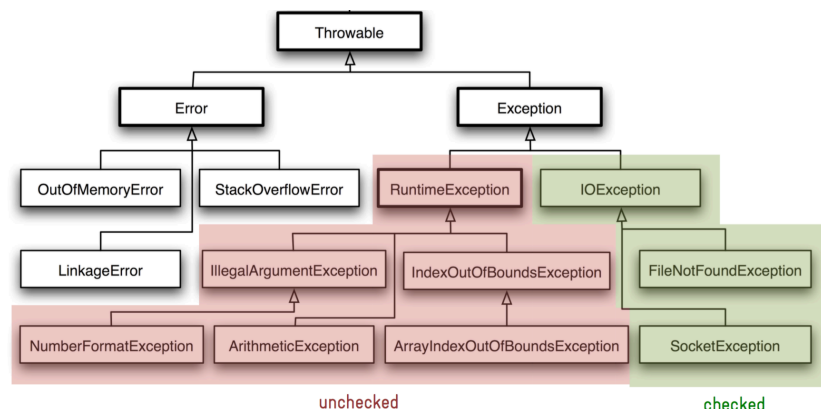 Throwable
Error
Exception
OutOfMemoryError
StackOverflowError
RuntimeException
IOException
LinkageError
IllegalArgumentException
IndexOutOfBoundsException
FileNotFoundException
NumberFormatException
ArithmeticException
ArrayIndexOutOfBoundsException
SocketException
unchecked
checked